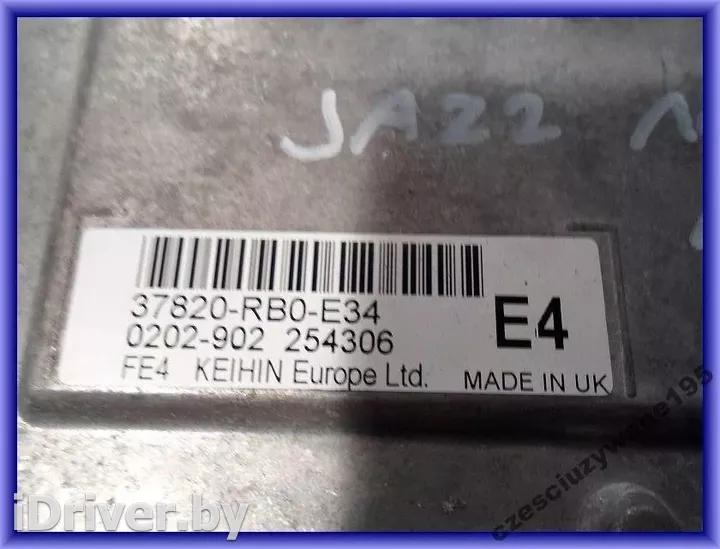 JAZZ
37820-RB0-E34
0202-902 254306
E4
FE4 KEIHIN Europe Ltd. MADE IN UK
iDriver.by
czesciuzywane195